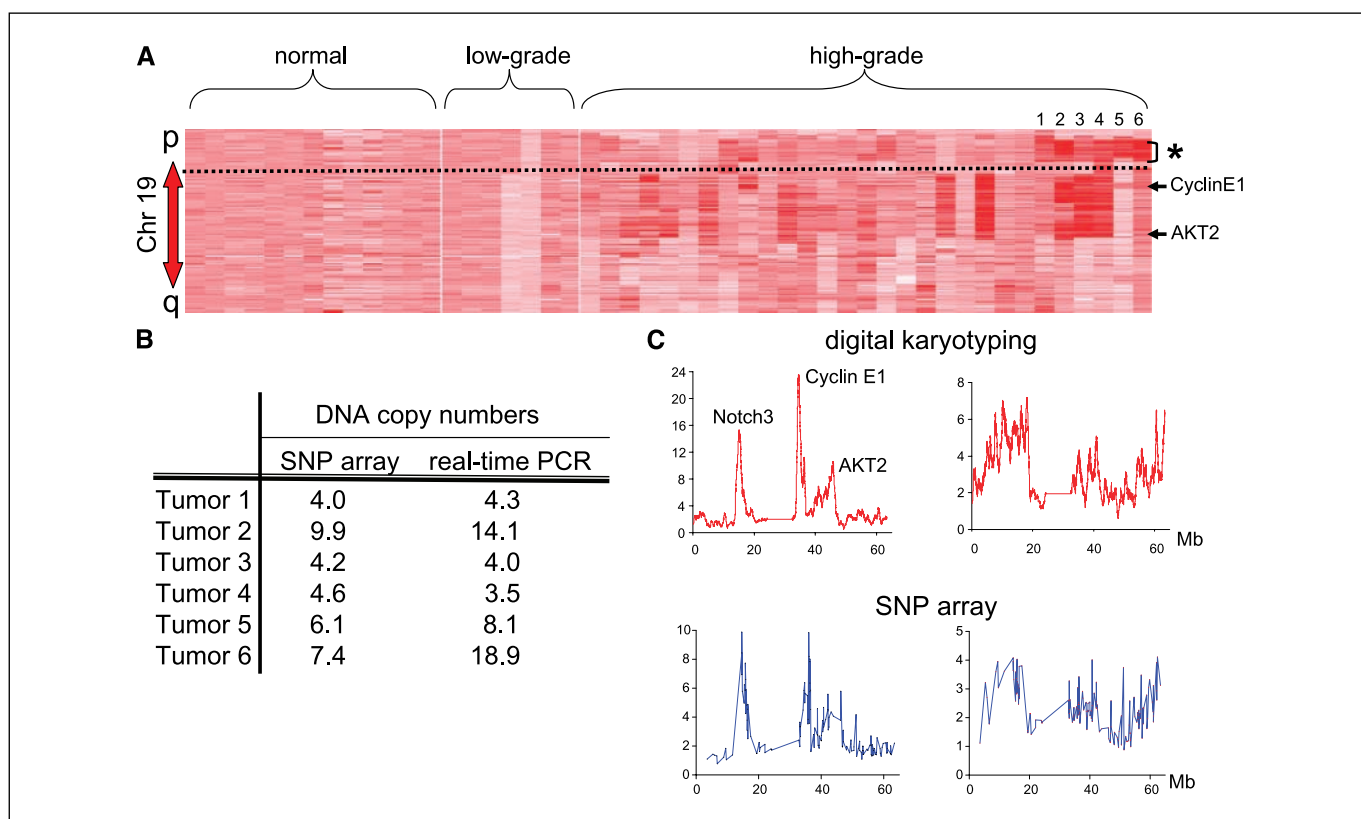 A
normal
low-grade
high-grade
1 2 3 4 5 6
p
*
Chr 19
CyclinE1
AKT2
q
B
DNA copy numbers
SNP array real-time PCR
Tumor 1 4.0 4.3
Tumor 2 9.9 14.1
Tumor 3 4.2 4.0
Tumor 4 4.6 3.5
Tumor 5 6.1 8.1
Tumor 6 7.4 18.9
C
digital karyotyping
24
20
16
12
8
4
0
Notch3
Cyclin E1
AKT2
0 20 40 60
8
6
4
2
0
0 20 40 60 Mb
SNP array
10
8
6
4
2
0
0 20 40 60
5
4
3
2
1
0
0 20 40 60 Mb